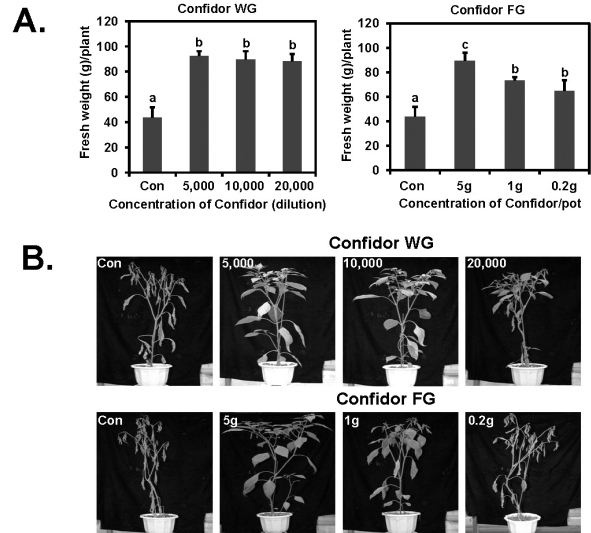 A.
Confidor WG
Fresh weight (g)/plant
120
100
80
60
40
20
0
a
b
b
b
Con 5,000 10,000 20,000
Concentration of Confidor (dilution)
Confidor FG
Fresh weight (g)/plant
120
100
80
60
40
20
0
a
c
b
b
Con 5g 1g 0.2g
Concentration of Confidor/pot
B.
Confidor WG
Con 5,000 10,000 20,000
Confidor FG
Con 5g 1g 0.2g